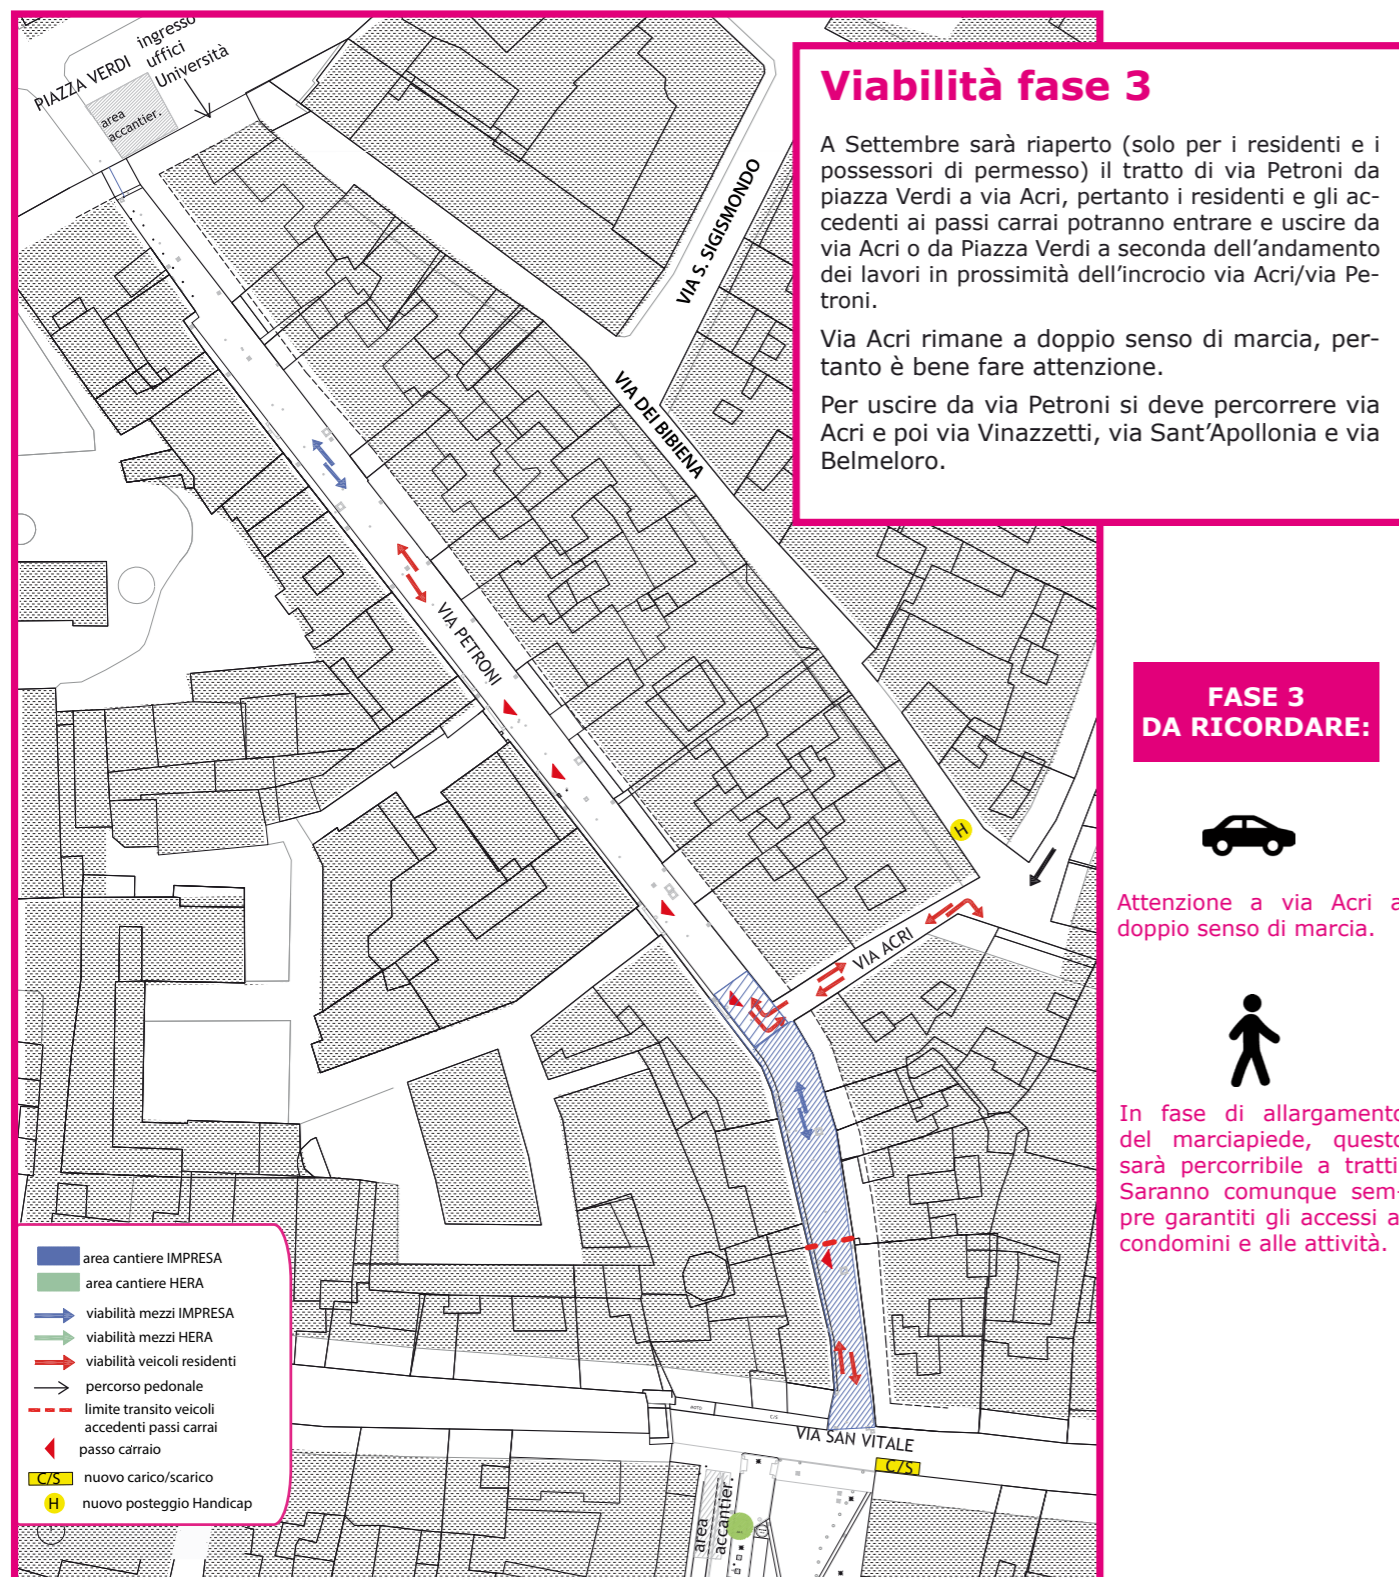 PIAZZA VERDI
ingresso
uffici
Università
area
accantier.
Viabilità fase 3
A Settembre sarà riaperto (solo per i residenti e i
possessori di permesso) il tratto di via Petroni da
piazza Verdi a via Acri, pertanto i residenti e gli ac-
cedenti ai passi carrai potranno entrare e uscire da
via Acri o da Piazza Verdi a seconda dell'andamento
dei lavori in prossimità dell'incrocio via Acri/via Pe-
troni.
Via Acri rimane a doppio senso di marcia, per-
tanto è bene fare attenzione.
Per uscire da via Petroni si deve percorrere via
Acri e poi via Vinazzetti, via Sant'Apollonia e via
Belmeloro.
VIA S. SIGISMONDO
VIA DEI BIBIENA
VIA PETRONI
H
VIA ACRI
FASE 3
DA RICORDARE:
Attenzione a via Acri a
doppio senso di marcia.
In fase di allargamento
del marciapiede, questo
sarà percorribile a tratti
Saranno comunque sem-
pre garantiti gli accessi a
condomini e alle attività.
area cantiere IMPRESA
area cantiere HERA
viabilità mezzi IMPRESA
viabilità mezzi HERA
viabilità veicoli residenti
percorso pedonale
limite transito veicoli
accedenti passi carrai
passo carraio
C/S nuovo carico/scarico
H nuovo posteggio Handicap
MOTO
C/S
VIA SAN VITALE
C/S
area
accantier.